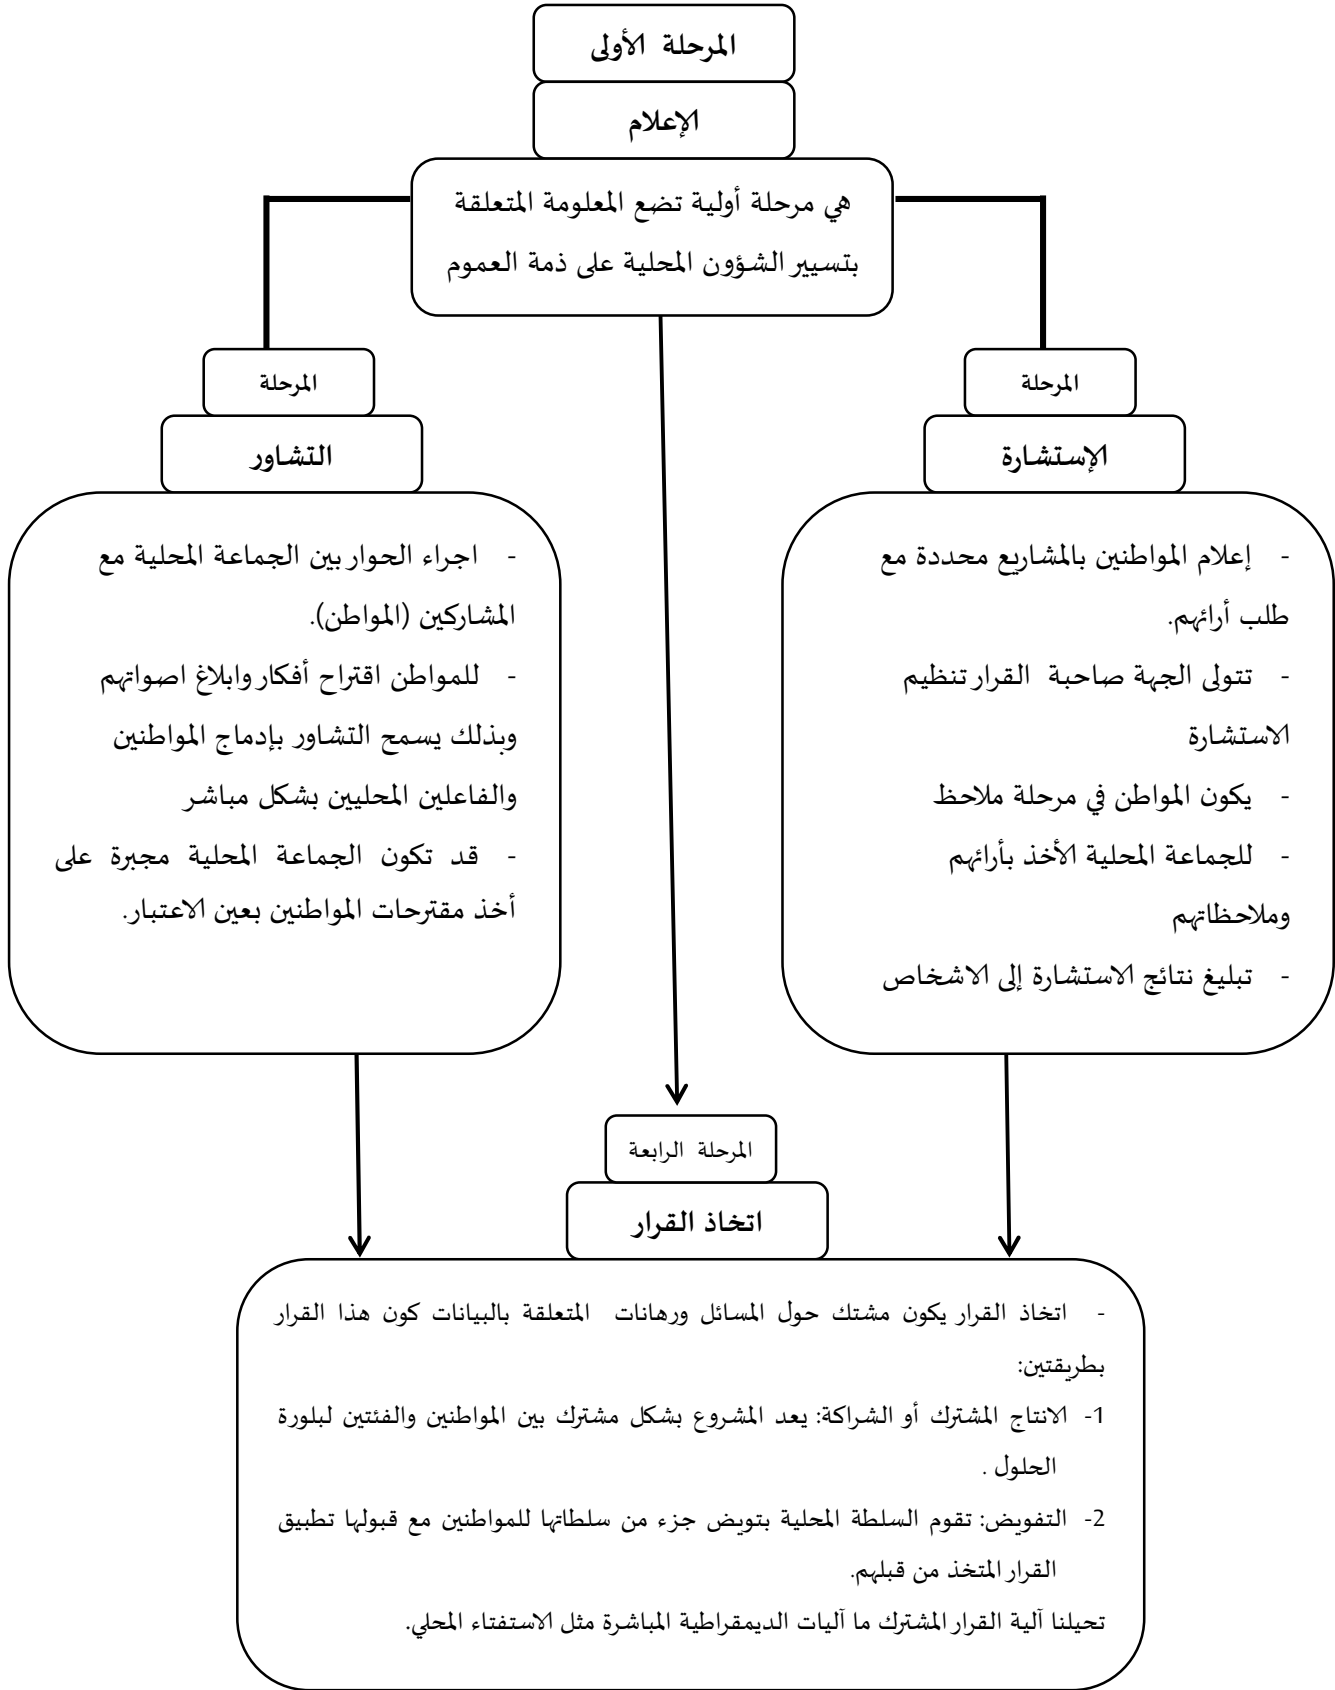 المرحلة الأولى
الإعلام
هي مرحلة أولية تضع المعلومة المتعلقة
بتسيير الشؤون المحلية على ذمة العموم
المرحلة
الإستشارة
- إعلام المواطنين بالمشاريع محددة مع
طلب أرائهم.
- تتولى الجهة صاحبة القرار تنظيم
الاستشارة
- يكون المواطن في مرحلة ملاحظ
- للجماعة المحلية الأخذ بأرائهم
وملاحظاتهم
- تبليغ نتائج الاستشارة إلى الاشخاص
المرحلة
التشاور
- اجراء الحوار بين الجماعة المحلية مع
المشاركين (المواطن).
- للمواطن اقتراح أفكار وابلاغ اصواتهم
وبذلك يسمح التشاور بإدماج المواطنين
والفاعلين المحليين بشكل مباشر
- قد تكون الجماعة المحلية مجبرة على
أخذ مقترحات المواطنين بعين الاعتبار.
المرحلة الرابعة
اتخاذ القرار
- اتخاذ القرار يكون مشتك حول المسائل ورهانات المتعلقة بالبيانات كون هذا القرار
بطريقتين:
1- الانتاج المشترك أو الشراكة: يعد المشروع بشكل مشترك بين المواطنين والفئتين لبلورة
الحلول .
2- التفويض: تقوم السلطة المحلية بتويض جزء من سلطاتها للمواطنين مع قبولها تطبيق
القرار المتخذ من قبلهم.
تحيلنا آلية القرار المشترك ما آليات الديمقراطية المباشرة مثل الاستفتاء المحلي.